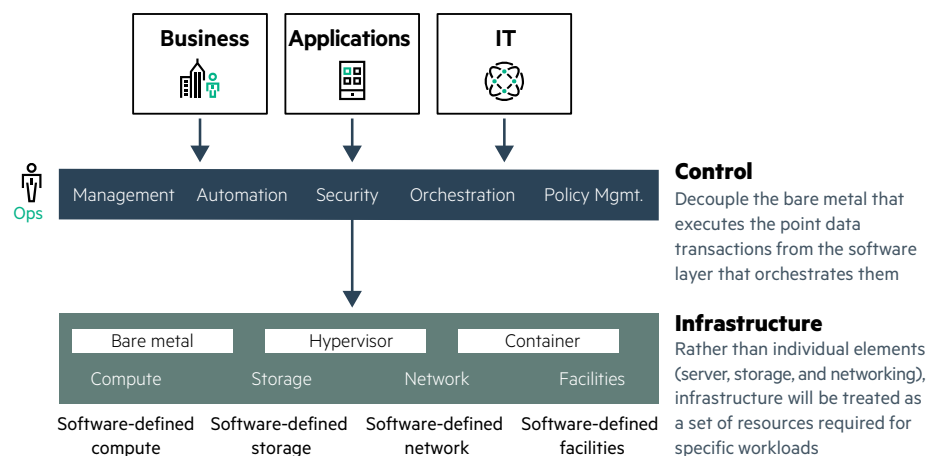 Business
Applications
IT
Ops
Management Automation Security Orchestration Policy Mgmt.
Control
Decouple the bare metal that
executes the point data
transactions from the software
layer that orchestrates them
Bare metal Hypervisor Container
Compute Storage Network Facilities
Software-defined
compute
Software-defined
storage
Software-defined
network
Software-defined
facilities
Infrastructure
Rather than individual elements
(server, storage, and networking),
infrastructure will be treated as
a set of resources required for
specific workloads